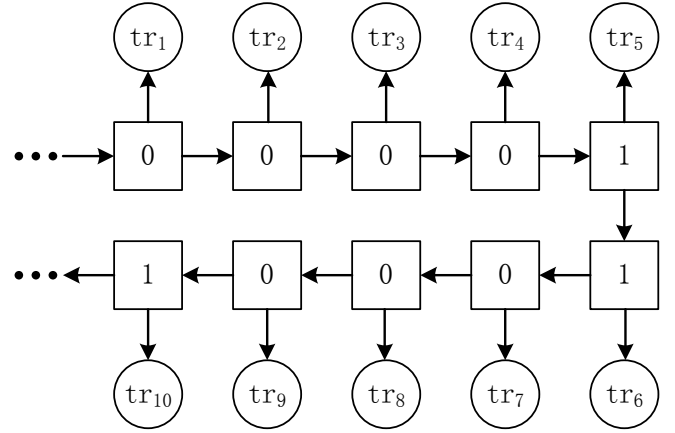 tr₁ tr₂ tr₃ tr₄ tr₅
••• 0 0 0 0 1
••• 1 0 0 0 1
tr₁₀ tr₉ tr₈ tr₇ tr₆